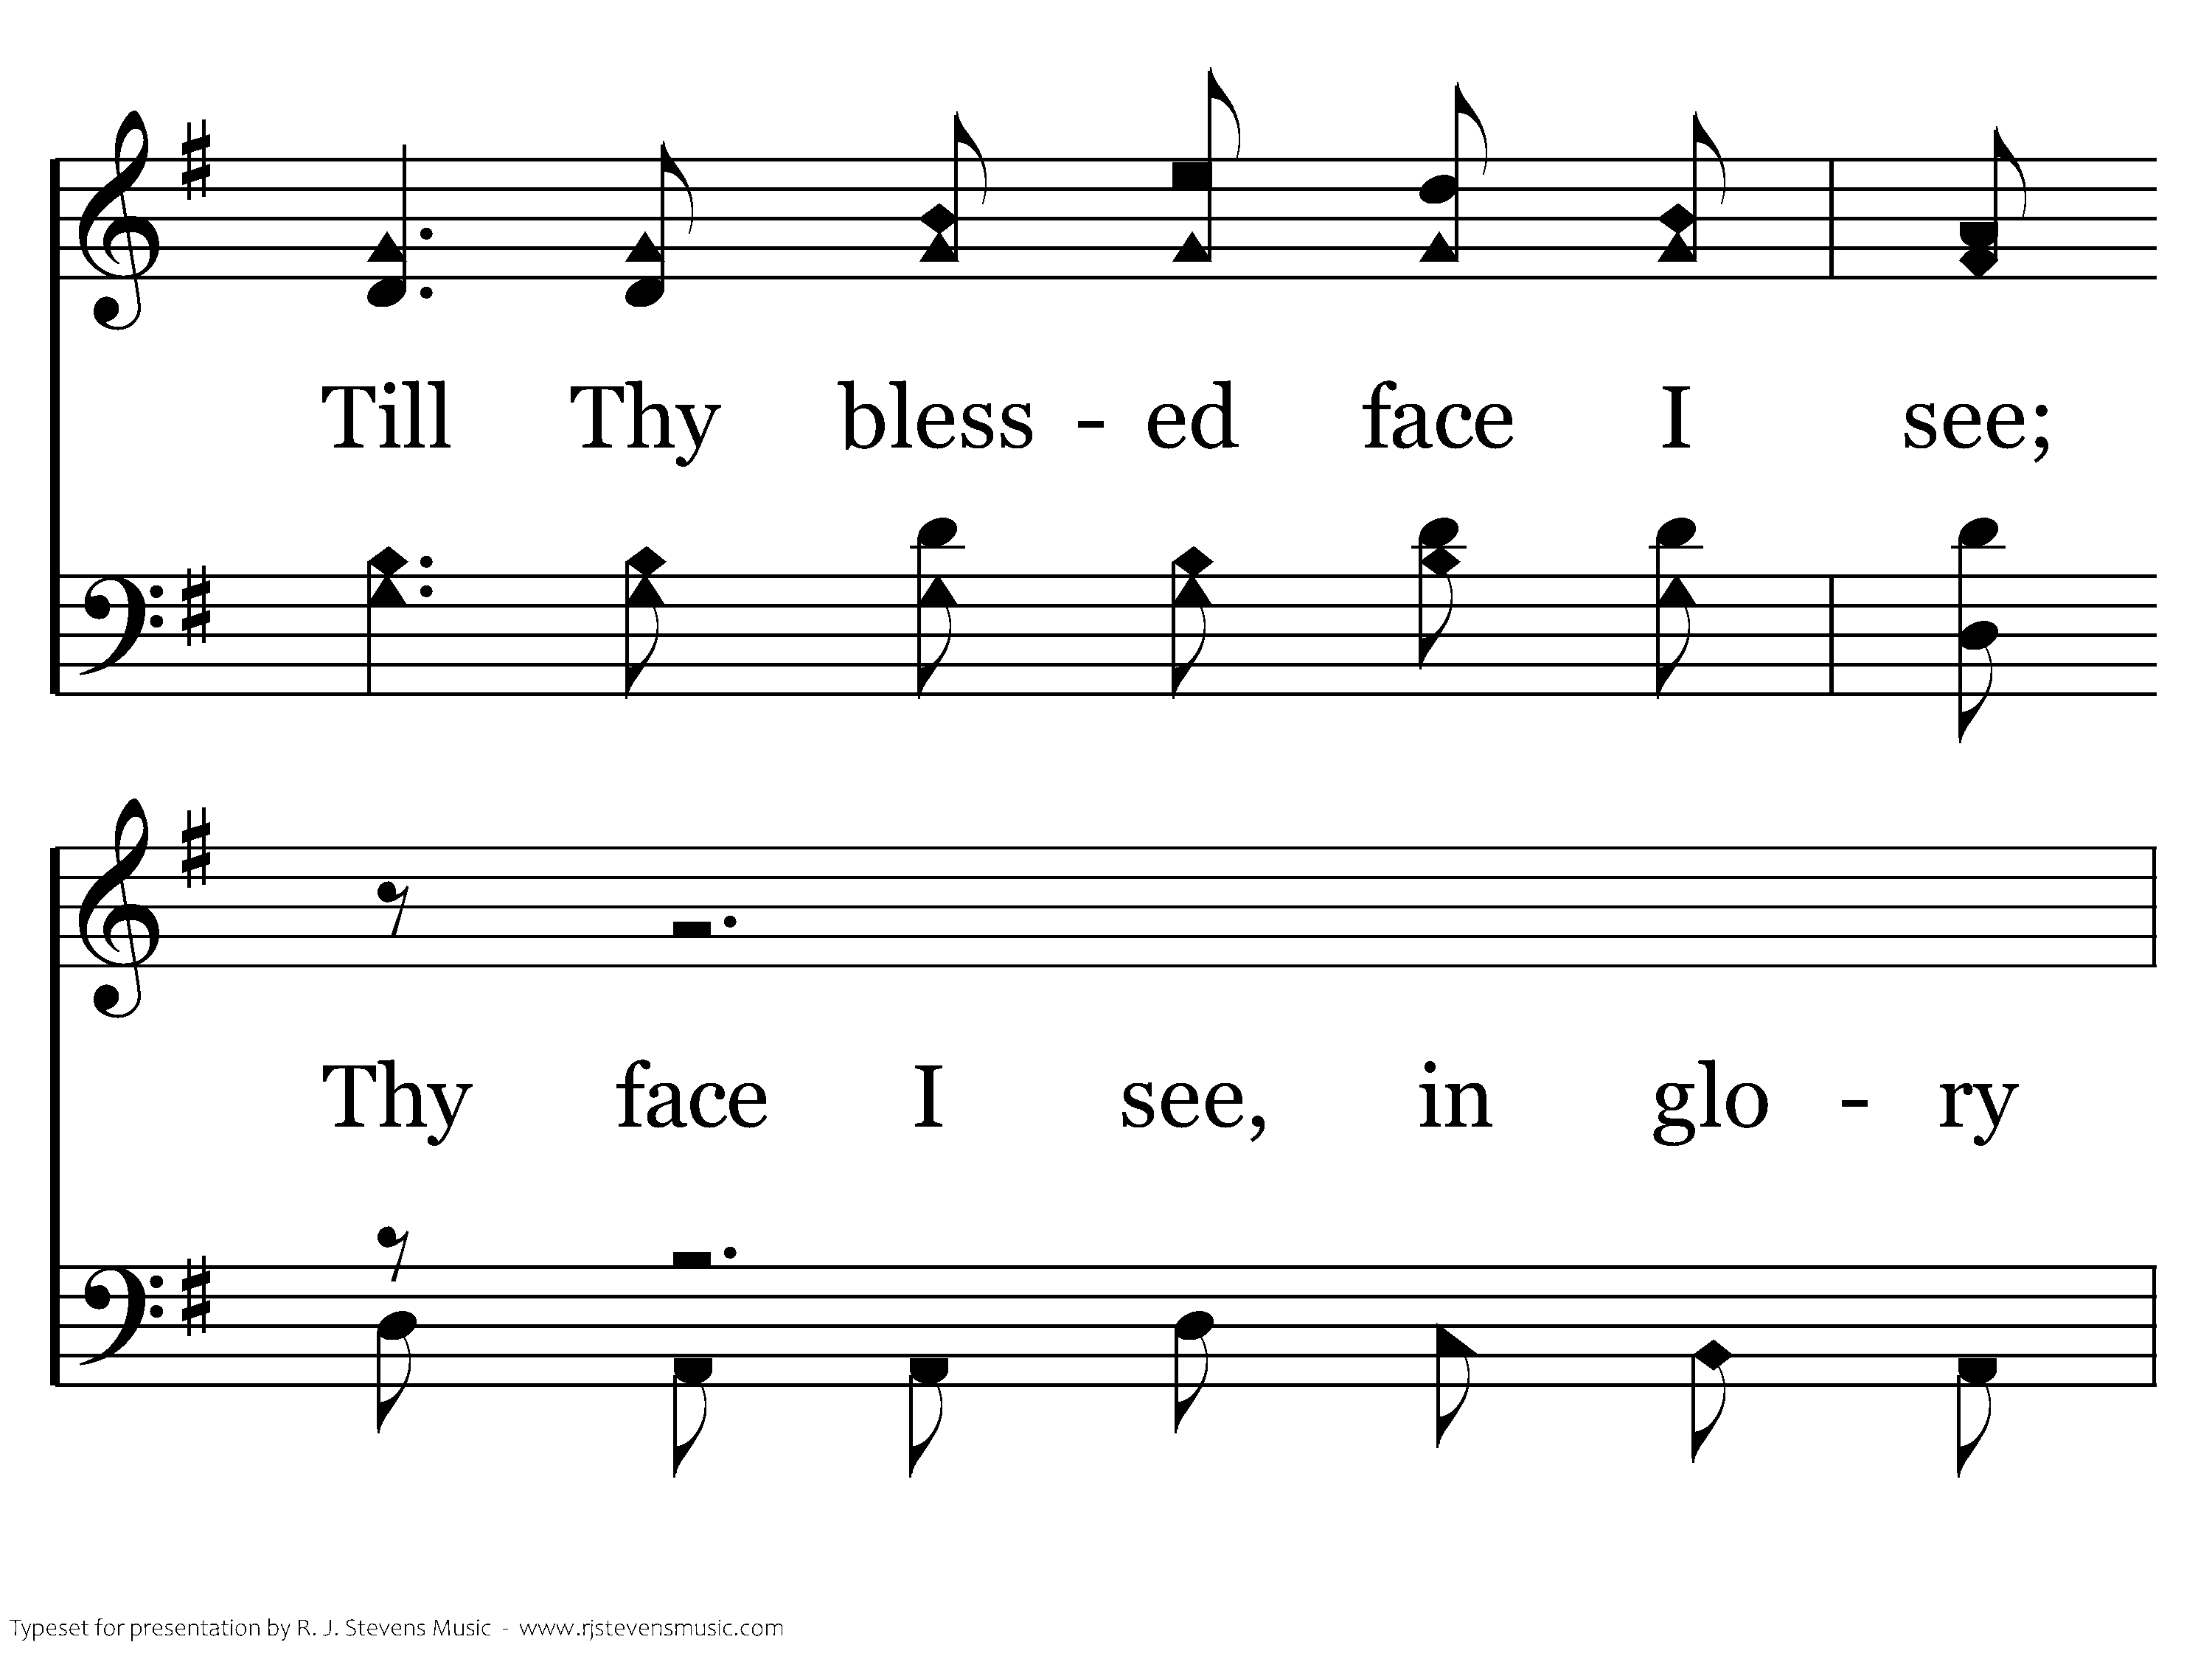 Till Thy bless - ed face I see;
Thy face I see, in glo - ry
Typeset for presentation by R. J. Stevens Music - www.rjstevensmusic.com